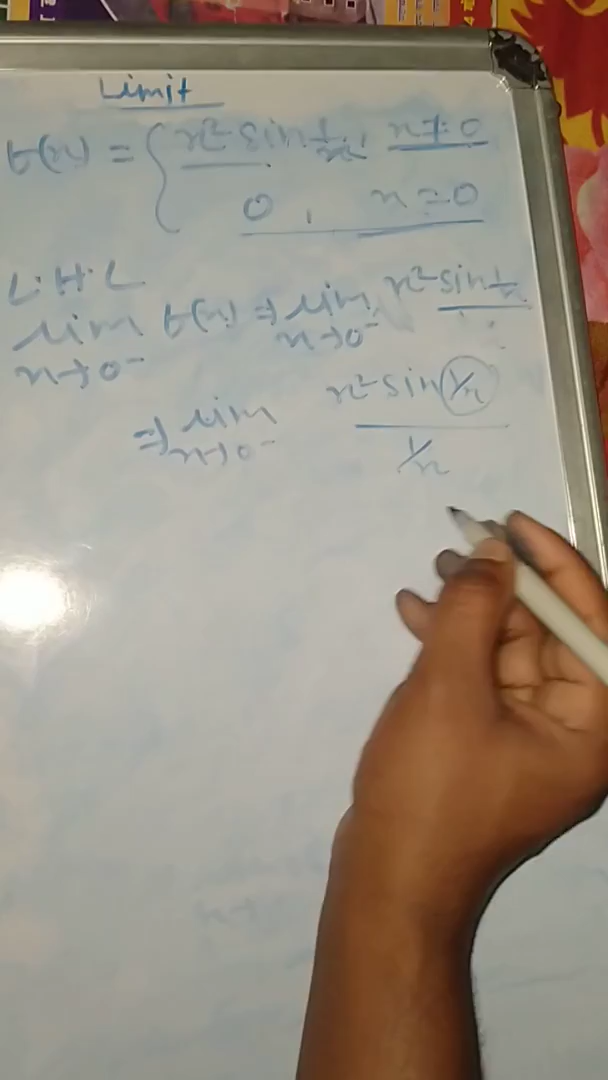 Limit
f(x) = { x² sin 1/x, x ≠ 0
0 , x = 0
L.H.L
lim x→0⁻ f(x) ⇒ lim x→0⁻ x² sin 1/x
⇒ lim x→0⁻ x² sin(1/x) / 1/x